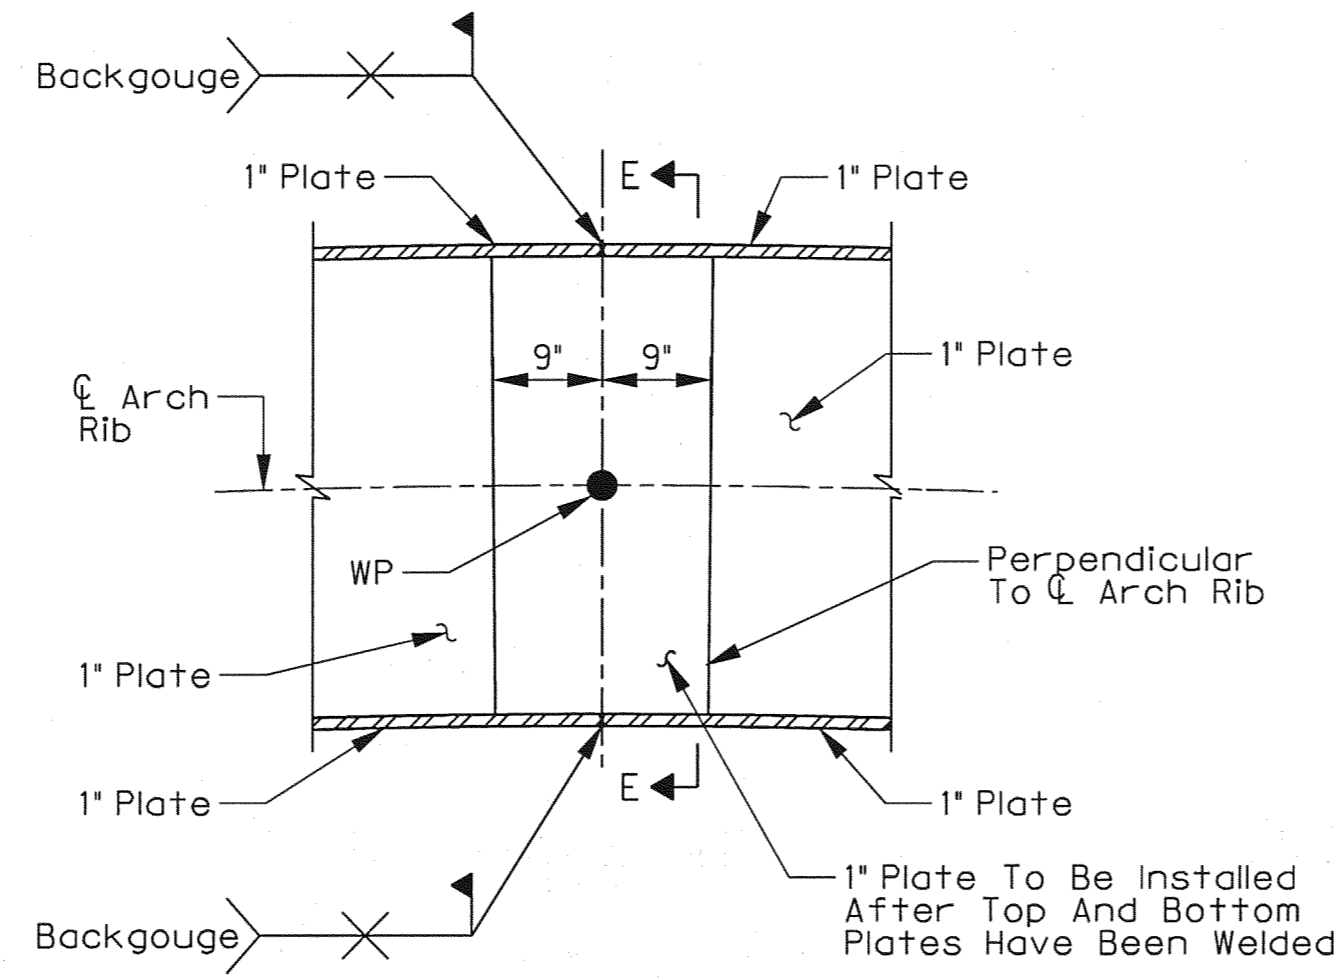 Backgouge
1" Plate
E
1" Plate
9"
9"
1" Plate
℄ Arch
Rib
WP
Perpendicular
To ℄ Arch Rib
1" Plate
1" Plate
E
1" Plate
1" Plate To Be Installed
After Top And Bottom
Plates Have Been Welded
Backgouge